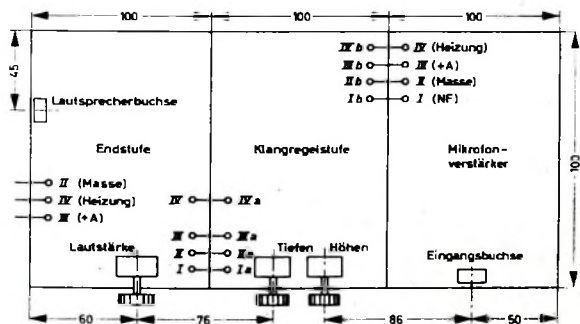 100 100 100
45
Lautsprecherbuchse
IV b IV (Heizung)
III b III (+A)
II b II (Masse)
I b I (NF)
Endstufe Klangregelstufe Mikrofon-
verstärker
100
II (Masse)
IV (Heizung)
III (+A)
IV IV a
III III a
II II a
I I a
Lautstärke Tiefen Höhen Eingangsbuchse
60 76 86 50